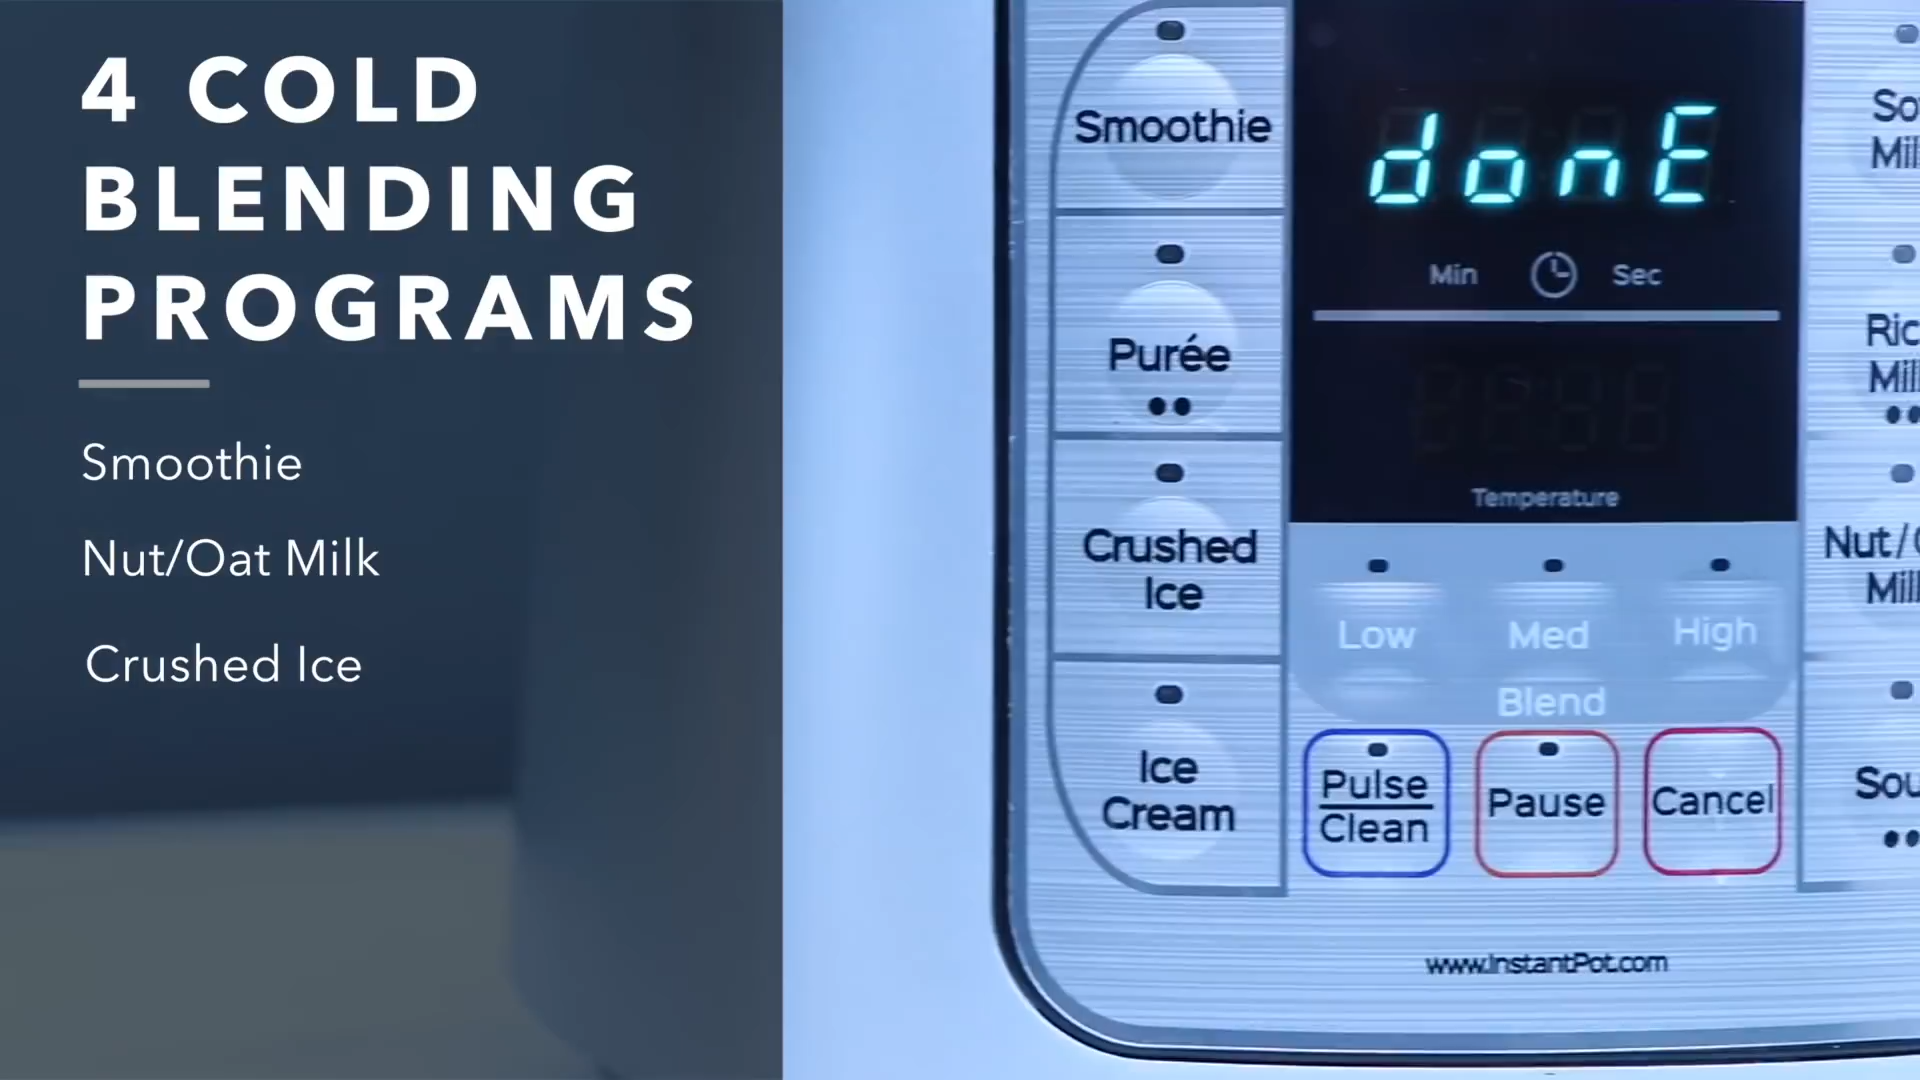 4 COLD
BLENDING
PROGRAMS
Smoothie
Nut/Oat Milk
Crushed Ice
Smoothie
Purée
Crushed
Ice
Ice
Cream
donE
Min Sec
Temperature
Low Med High
Blend
Pulse
Clean
Pause
Cancel
www.InstantPot.com
Nut/